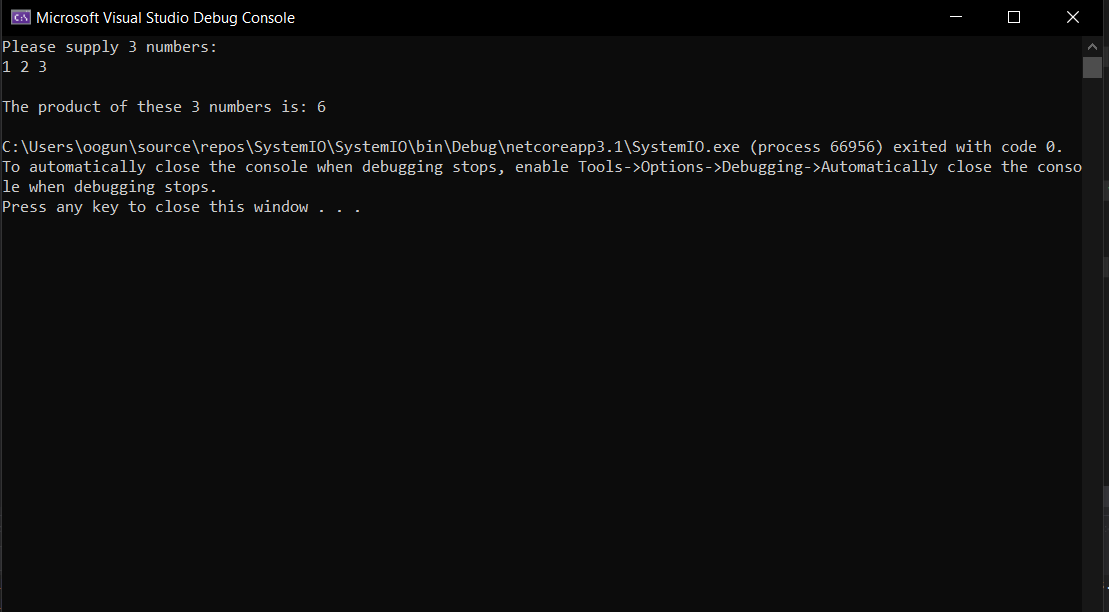 Microsoft Visual Studio Debug Console
Please supply 3 numbers:
1 2 3
The product of these 3 numbers is: 6
C:\Users\oogun\source\repos\SystemIO\SystemIO\bin\Debug\netcoreapp3.1\SystemIO.exe (process 66956) exited with code 0.
To automatically close the console when debugging stops, enable Tools->Options->Debugging->Automatically close the conso
le when debugging stops.
Press any key to close this window . . .